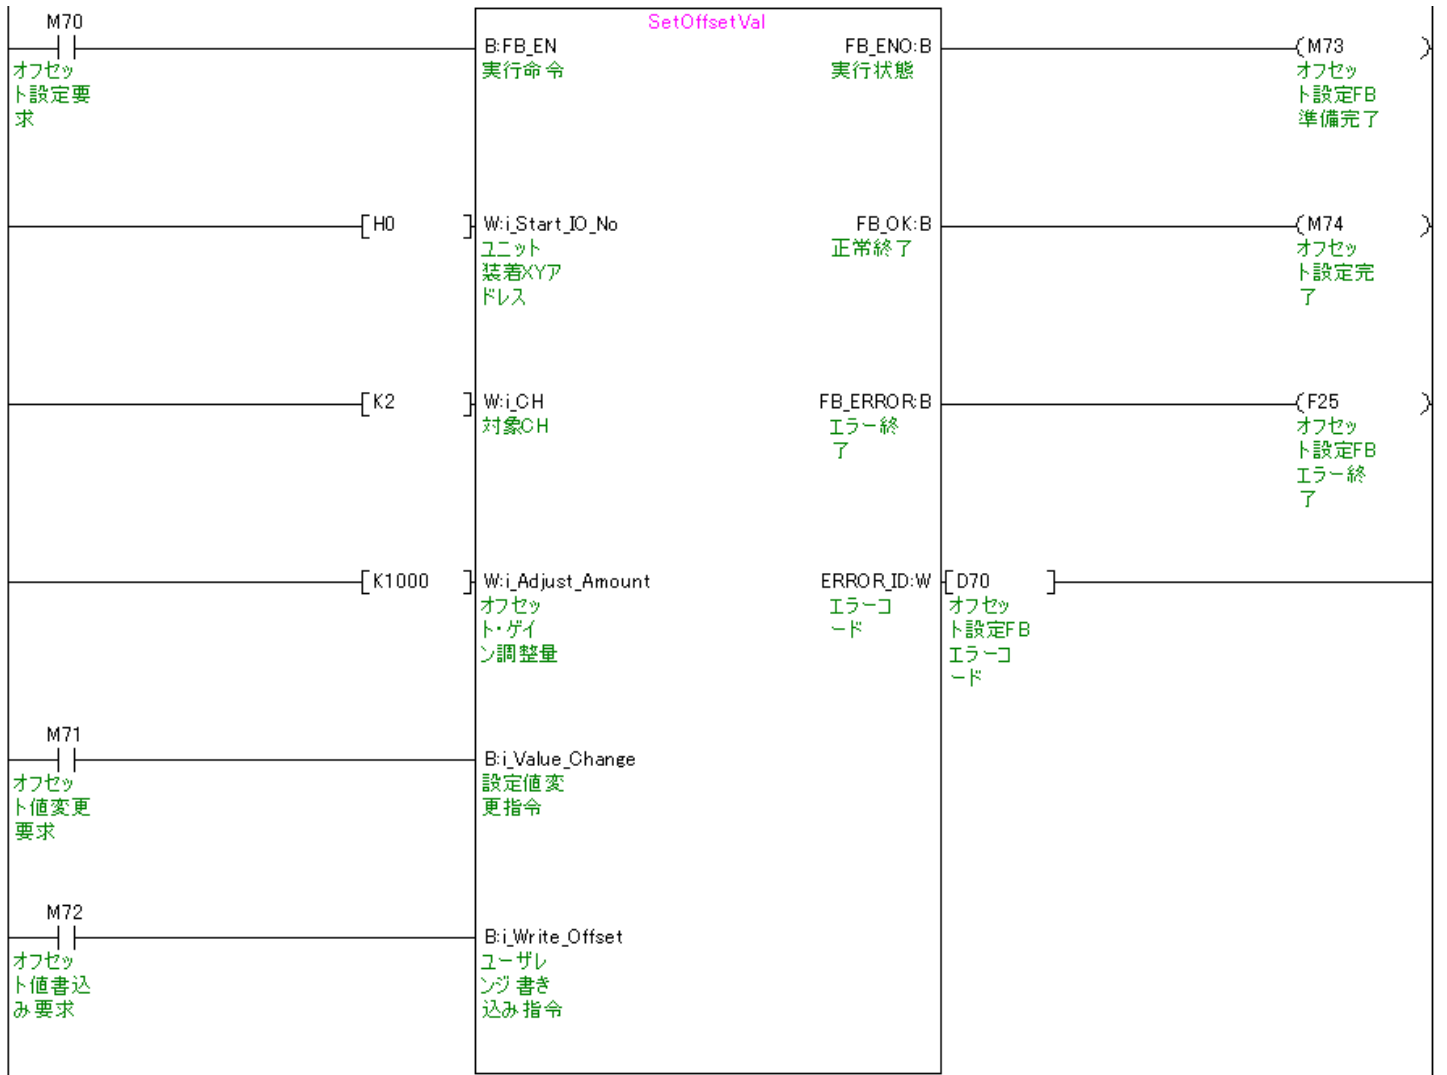 SetOffsetVal
M70
B:FB_EN
FB_ENO:B
M73
オフセッ
ト設定要
求
実行命令
実行状態
オフセッ
ト設定FB
準備完了
H0
W:i_Start_IO_No
FB_OK:B
M74
ユニット
装着XYア
ドレス
正常終了
オフセッ
ト設定完
了
K2
W:i_CH
FB_ERROR:B
F25
対象CH
エラー終
了
オフセッ
ト設定FB
エラー終
了
K1000
W:i_Adjust_Amount
ERROR_ID:W
D70
オフセッ
ト・ゲイ
ン調整量
エラーコ
ード
オフセッ
ト設定FB
エラーコ
ード
M71
B:i_Value_Change
オフセッ
ト値変更
要求
設定値変
更指令
M72
B:i_Write_Offset
オフセッ
ト値書込
み要求
ユーザレ
ンジ書き
込み指令